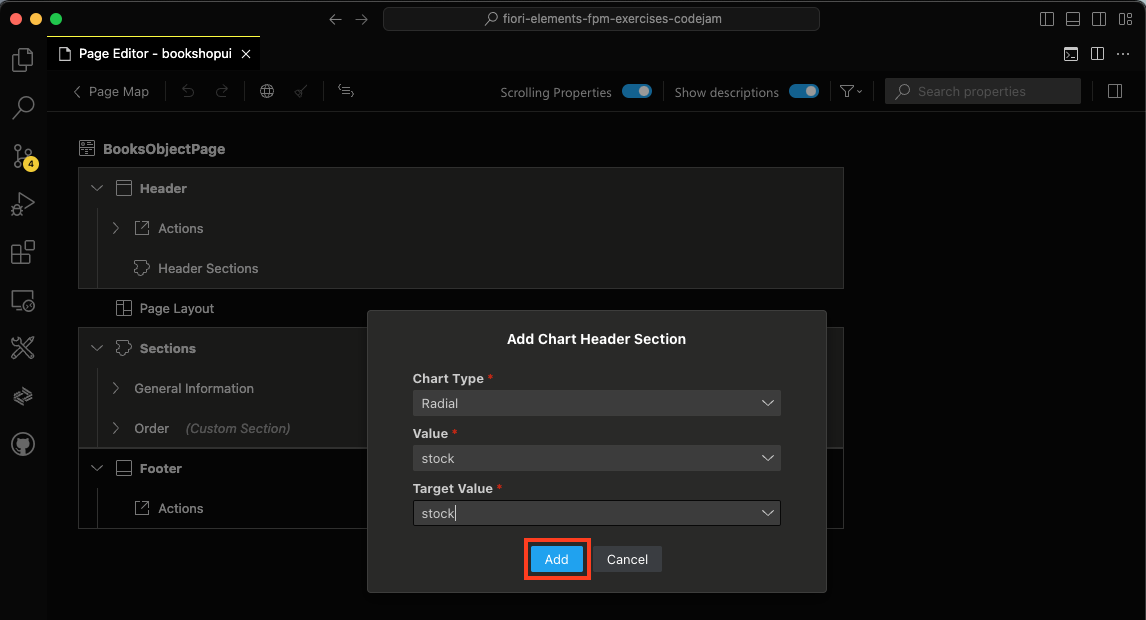 fiori-elements-fpm-exercises-codejam
Page Editor - bookshopui
Page Map
Scrolling Properties
Show descriptions
Search properties
4
BooksObjectPage
Header
Actions
Header Sections
Page Layout
Sections
General Information
Order (Custom Section)
Footer
Actions
Add Chart Header Section
Chart Type *
Radial
Value *
stock
Target Value *
stock
Add
Cancel